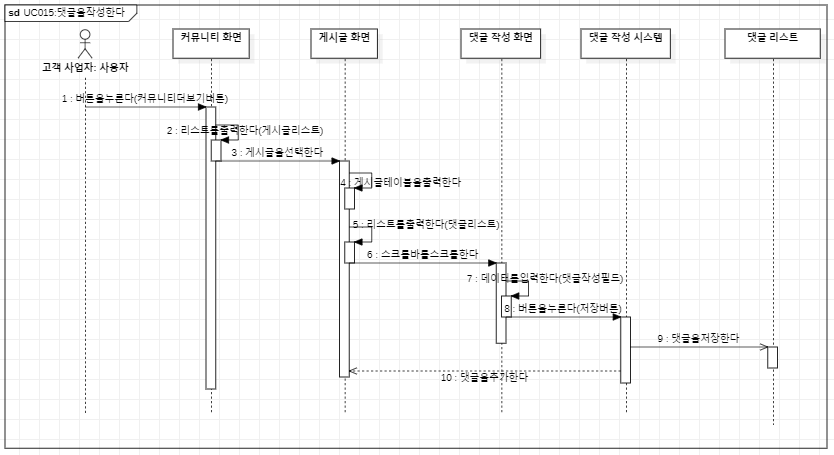 sd UC015:댓글을작성한다
커뮤니티 화면
게시글 화면
댓글 작성 화면
댓글 작성 시스템
댓글 리스트
고객 사업자: 사용자
1 : 버튼을누른다(커뮤니티더보기버튼)
2 : 리스트를출력한다(게시글리스트)
3 : 게시글을선택한다
4 : 게시글테이블을출력한다
5 : 리스트를출력한다(댓글리스트)
6 : 스크롤바를스크롤한다
7 : 데이터를입력한다(댓글작성필드)
8 : 버튼을누른다(저장버튼)
9 : 댓글을저장한다
10 : 댓글을추가한다